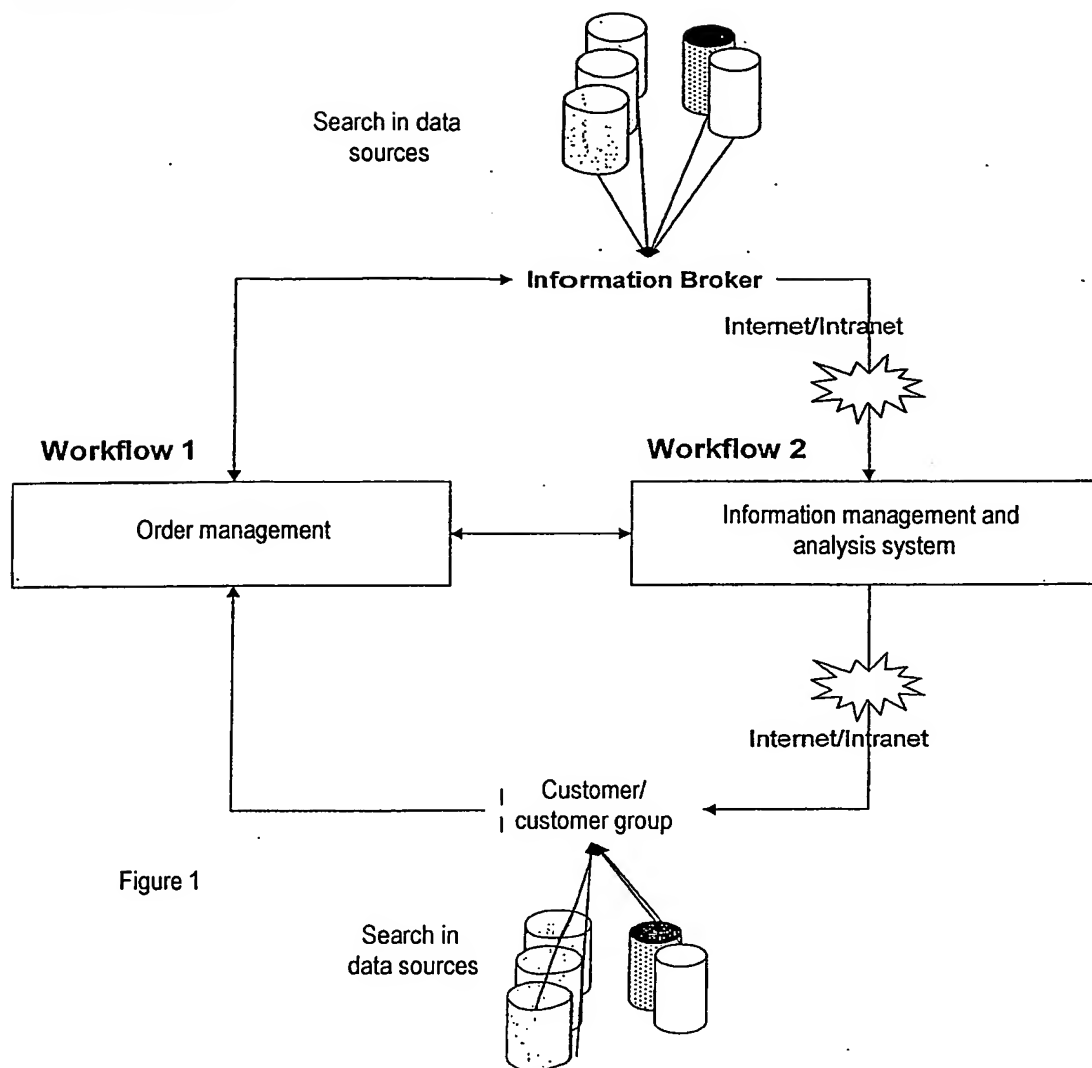 Search in data
sources
Information Broker
Internet/Intranet
Workflow 1
Workflow 2
Order management
Information management and
analysis system
Internet/Intranet
Customer/
customer group
Figure 1
Search in
data sources